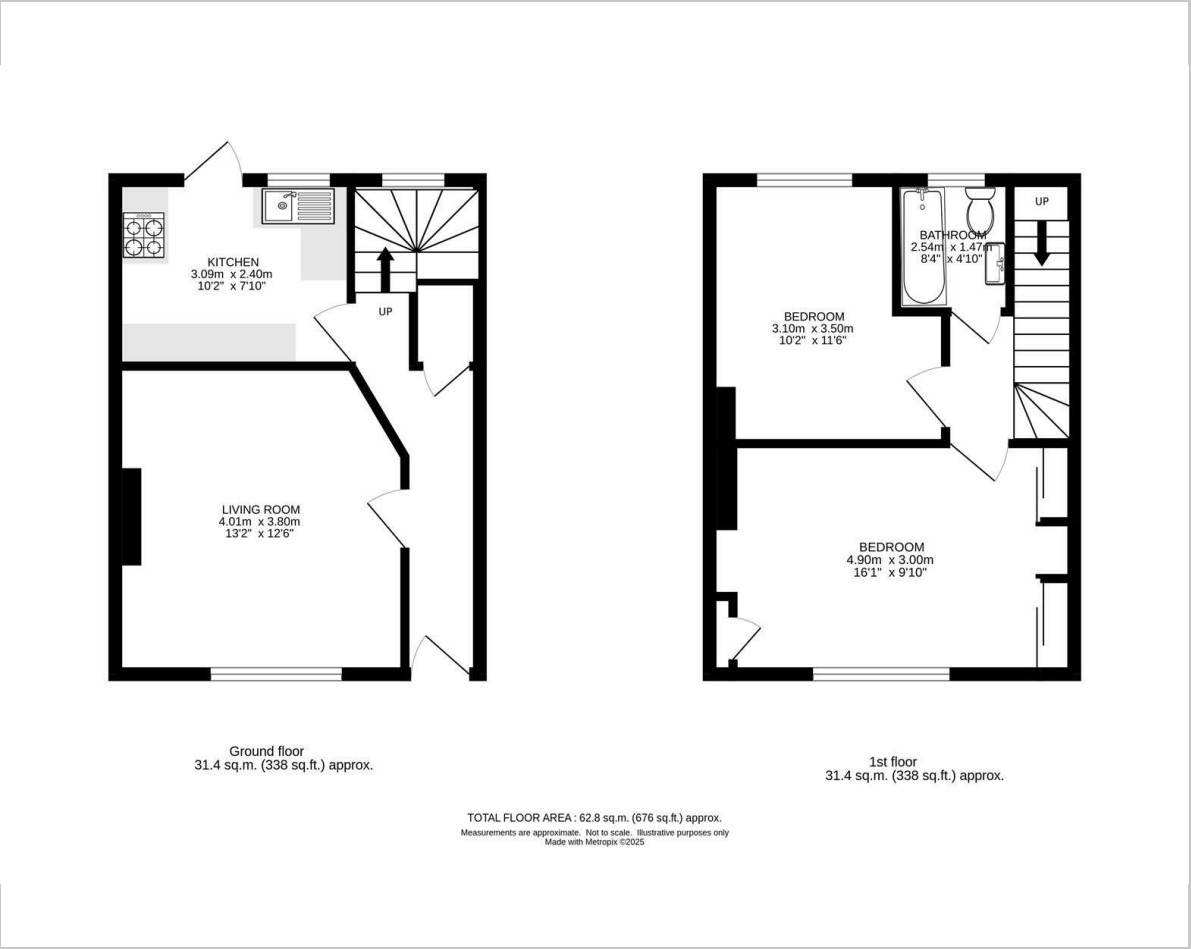 KITCHEN
3.09m x 2.40m
10'2" x 7'10"
UP
LIVING ROOM
4.01m x 3.80m
13'2" x 12'6"
UP
BATHROOM
2.54m x 1.47m
8'4" x 4'10"
BEDROOM
3.10m x 3.50m
10'2" x 11'6"
BEDROOM
4.90m x 3.00m
16'1" x 9'10"
Ground floor
31.4 sq.m. (338 sq.ft.) approx.
1st floor
31.4 sq.m. (338 sq.ft.) approx.
TOTAL FLOOR AREA : 62.8 sq.m. (676 sq.ft.) approx.
Measurements are approximate. Not to scale. Illustrative purposes only
Made with Metropix ©2025